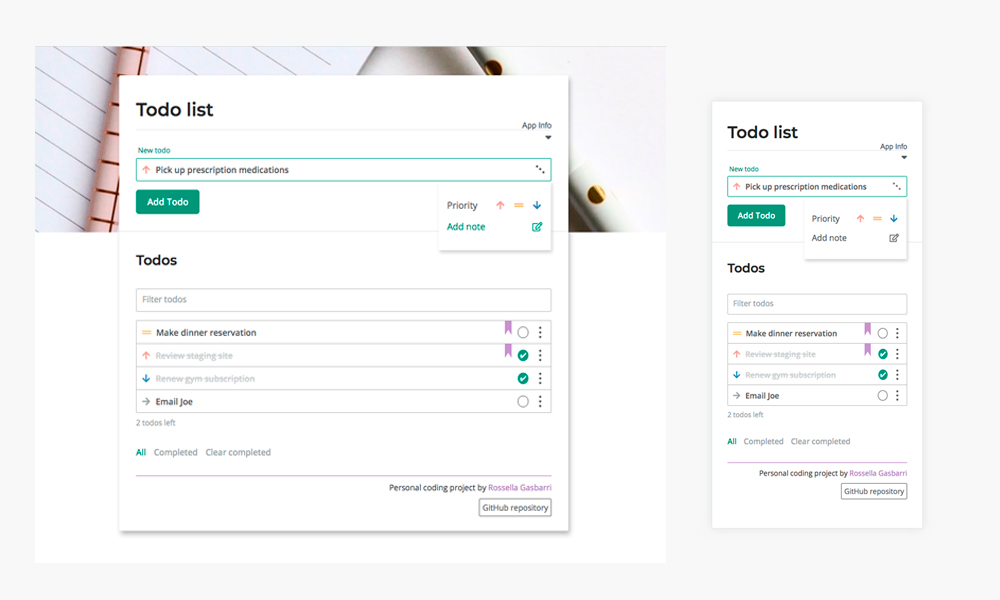 Todo list
App Info
New todo
Pick up prescription medications
Add Todo
Priority
Add note
Todos
Filter todos
Make dinner reservation
Review staging site
Renew gym subscription
Email Joe
2 todos left
All Completed Clear completed
Personal coding project by Rossella Gasbarri
GitHub repository
Todo list
App Info
New todo
Pick up prescription medications
Add Todo
Priority
Add note
Todos
Filter todos
Make dinner reservation
Review staging site
Renew gym subscription
Email Joe
2 todos left
All Completed Clear completed
Personal coding project by Rossella Gasbarri
GitHub repository